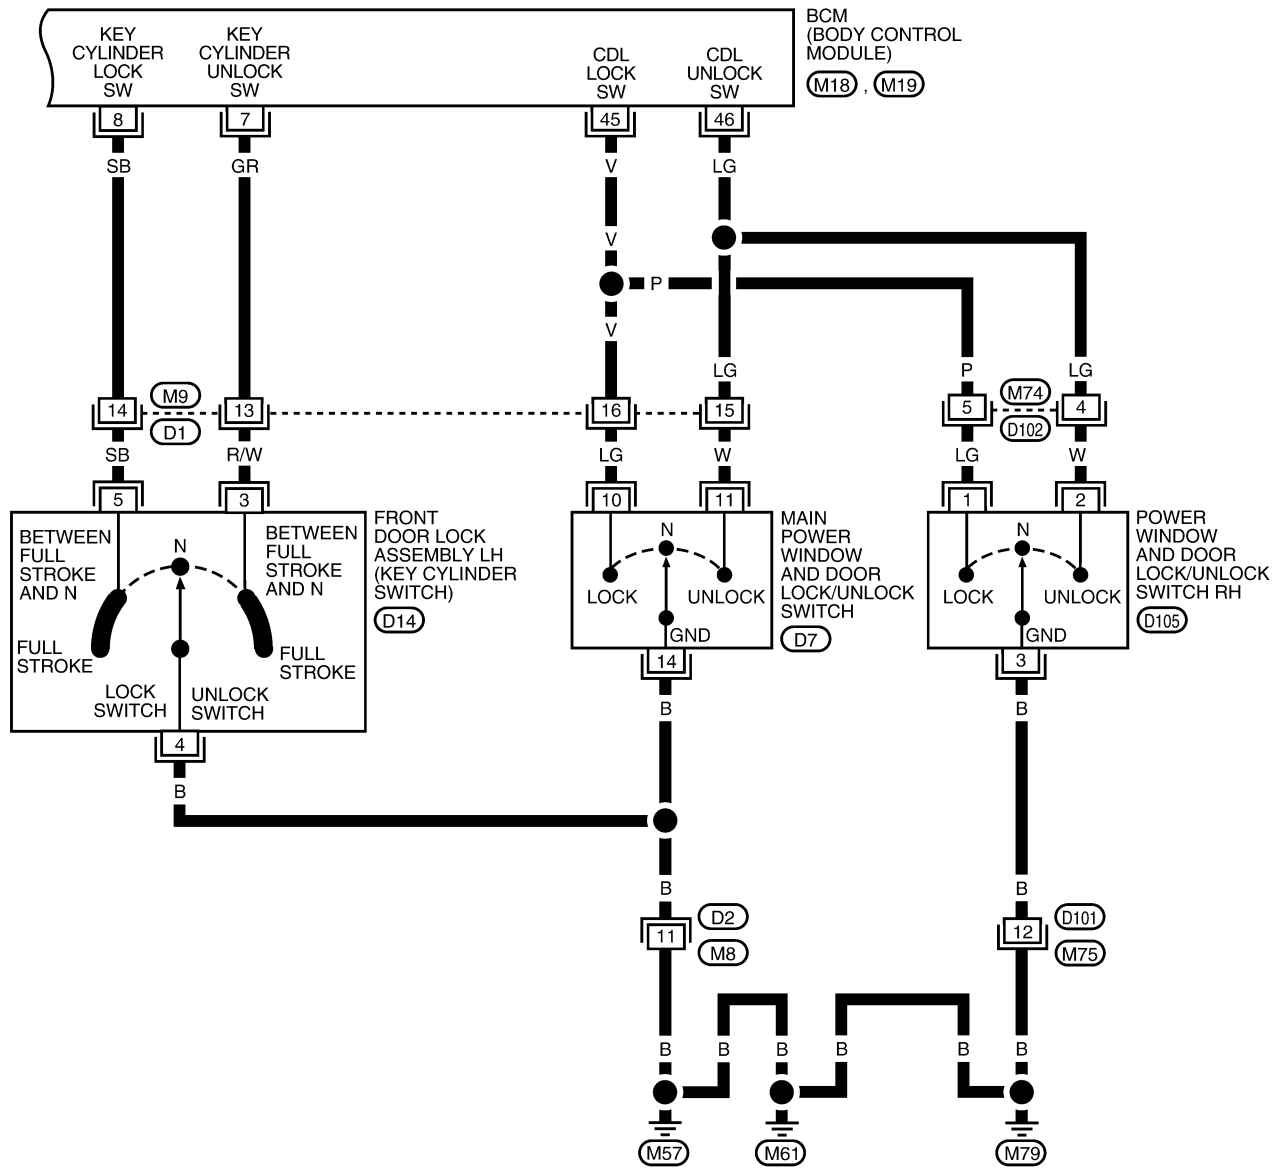 KEY
CYLINDER
LOCK
SW
KEY
CYLINDER
UNLOCK
SW
CDL
LOCK
SW
CDL
UNLOCK
SW
BCM
(BODY CONTROL
MODULE)
M18 , M19
8
7
45
46
SB
GR
V
LG
V
P
V
LG
P
LG
14
M9
D1
13
16
15
5
M74
D102
4
SB
R/W
LG
W
LG
W
5
3
10
11
1
2
BETWEEN
FULL
STROKE
AND N
N
BETWEEN
FULL
STROKE
AND N
FULL
STROKE
FULL
STROKE
LOCK
SWITCH
UNLOCK
SWITCH
FRONT
DOOR LOCK
ASSEMBLY LH
(KEY CYLINDER
SWITCH)
D14
N
LOCK
UNLOCK
GND
MAIN
POWER
WINDOW
AND DOOR
LOCK/UNLOCK
SWITCH
D7
N
LOCK
UNLOCK
GND
POWER
WINDOW
AND DOOR
LOCK/UNLOCK
SWITCH RH
D105
4
14
3
B
B
B
B
B
11
D2
M8
12
D101
M75
B
B
B
B
B
B
M57
M61
M79